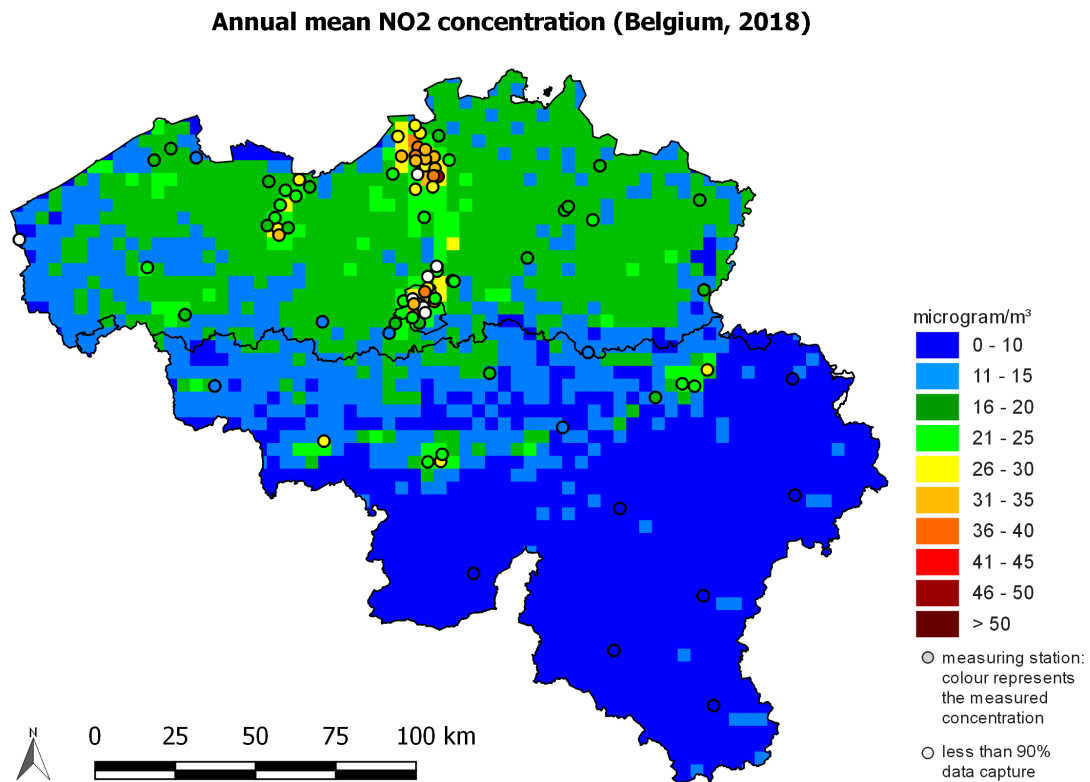 Annual mean NO2 concentration (Belgium, 2018)
microgram/m³
0 - 10
11 - 15
16 - 20
21 - 25
26 - 30
31 - 35
36 - 40
41 - 45
46 - 50
> 50
measuring station:
colour represents
the measured
concentration
less than 90%
data capture
N
0 25 50 75 100 km